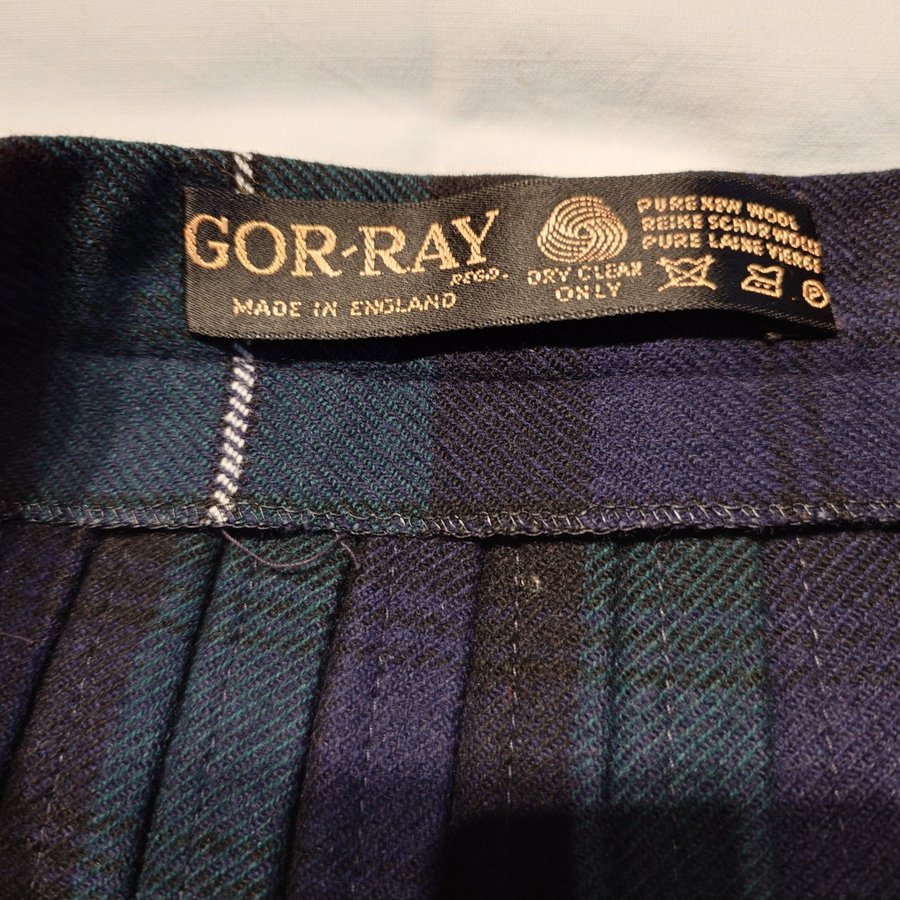 GOR-RAY
REGD.
MADE IN ENGLAND
DRY CLEAN
ONLY
PURE NEW WOOL
REINE SCHURWOLLE
PURE LAINE VIERGE
P